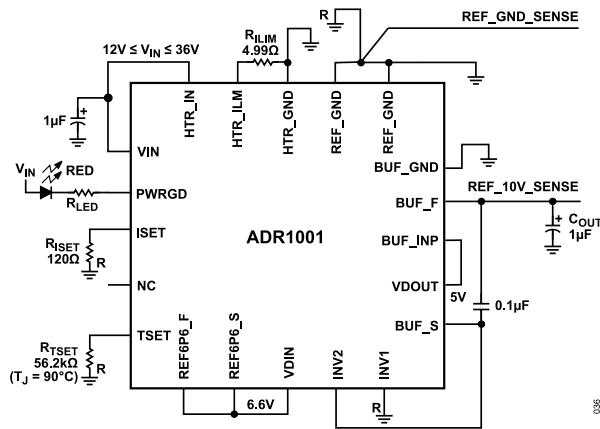 REF_GND_SENSE
R
12V ≤ VIN ≤ 36V
RILIM
4.99Ω
1µF
+
HTR_IN
HTR_ILM
HTR_GND
REF_GND
REF_GND
VIN
BUF_GND
VIN
RED
PWRGD
RLED
REF_10V_SENSE
BUF_F
COUT
1µF
+
ISET
RISET
120Ω
R
ADR1001
BUF_INP
NC
VDOUT
5V
0.1µF
TSET
RTSET
56.2kΩ
(TJ = 90°C)
R
BUF_S
REF6P6_F
REF6P6_S
VDIN
INV2
INV1
6.6V
R
036